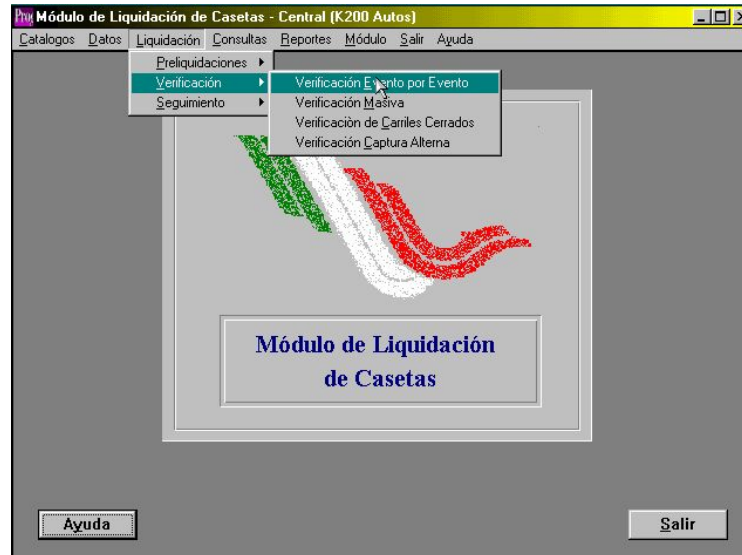 Módulo de Liquidación de Casetas - Central (K200 Autos)
Catalogos Datos Liquidación Consultas Reportes Módulo Salir Ayuda
Preliquidaciones
Verificación
Seguimiento
Verificación Evento por Evento
Verificación Masiva
Verificaciòn de Carriles Cerrados
Verificación Captura Alterna
Módulo de Liquidación
de Casetas
Ayuda
Salir